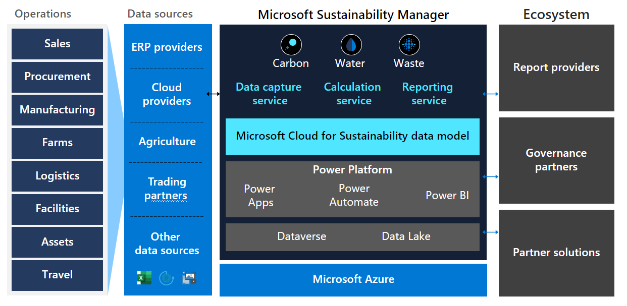 Operations
Data sources
Microsoft Sustainability Manager
Ecosystem
Sales
Procurement
Manufacturing
Farms
Logistics
Facilities
Assets
Travel
ERP providers
Cloud
providers
Agriculture
Trading
partners
Other
data sources
Carbon
Water
Waste
Data capture
service
Calculation
service
Reporting
service
Microsoft Cloud for Sustainability data model
Power Platform
Power
Apps
Power
Automate
Power BI
Dataverse
Data Lake
Microsoft Azure
Report providers
Governance
partners
Partner solutions